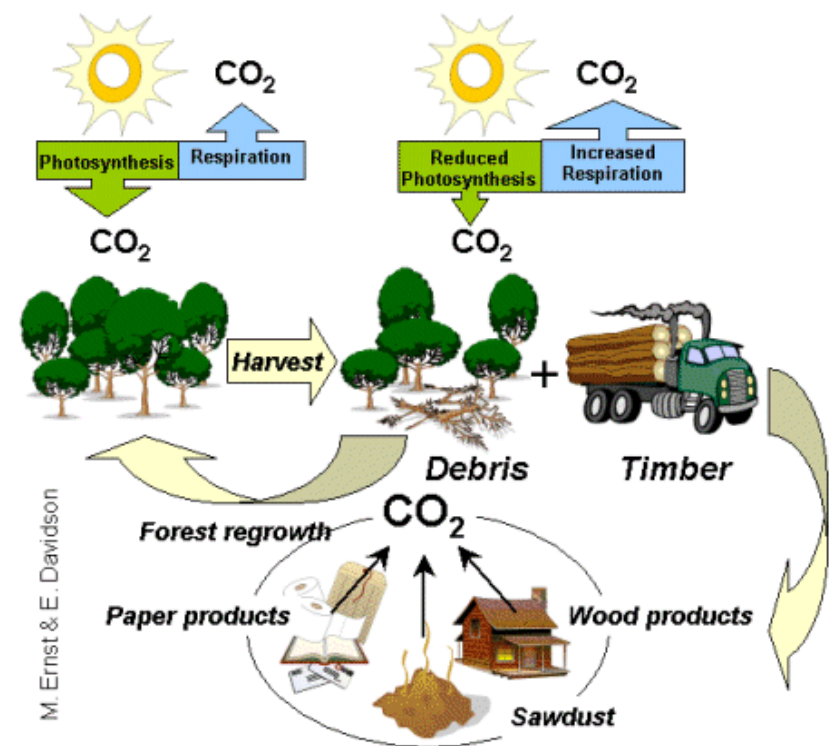 CO2
CO2
Photosynthesis
Respiration
Reduced
Photosynthesis
Increased
Respiration
CO2
CO2
Harvest
+
Debris
Timber
CO2
Forest regrowth
Paper products
Wood products
Sawdust
M. Ernst & E. Davidson